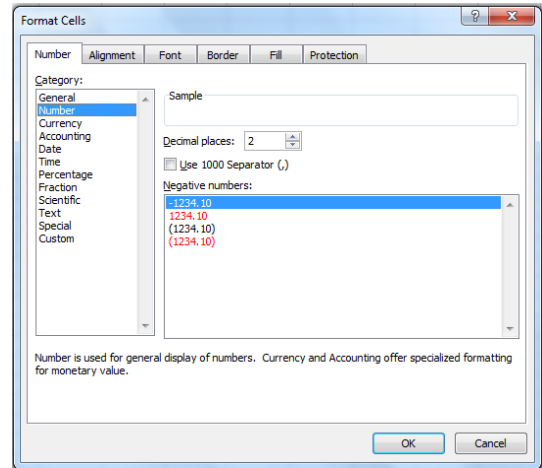 Format Cells
?
X
Number Alignment Font Border Fill Protection
Category:
General
Number
Currency
Accounting
Date
Time
Percentage
Fraction
Scientific
Text
Special
Custom
Sample
Decimal places: 2
Use 1000 Separator (,)
Negative numbers:
-1234.10
1234.10
(1234.10)
(1234.10)
Number is used for general display of numbers. Currency and Accounting offer specialized formatting
for monetary value.
OK Cancel